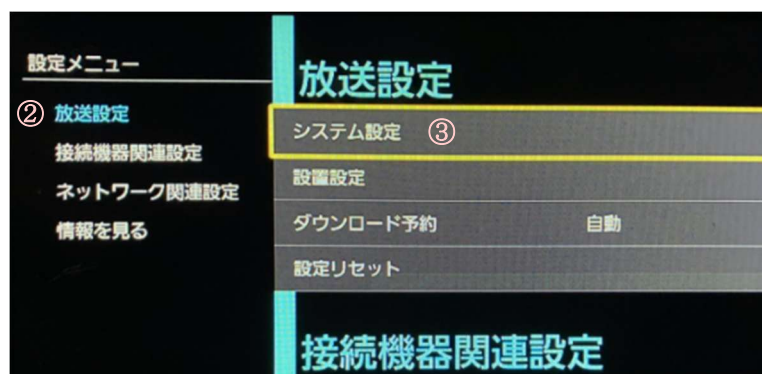 設定メニュー
② 放送設定
接続機器関連設定
ネットワーク関連設定
情報を見る
放送設定
システム設定 ③
設置設定
ダウンロード予約 自動
設定リセット
接続機器関連設定